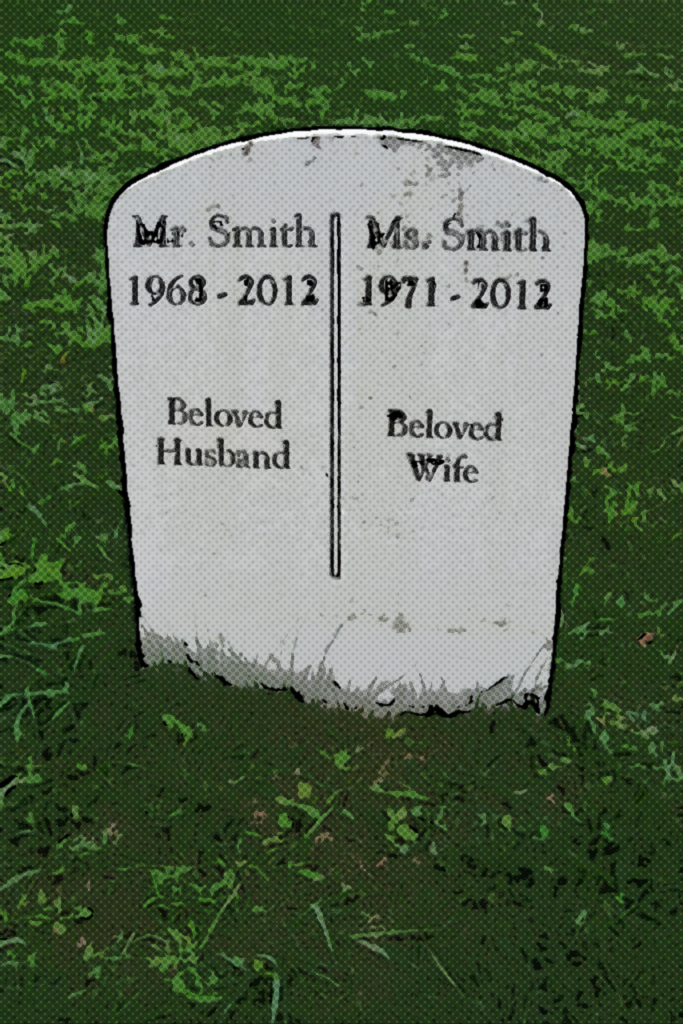 Mr. Smith
1968 - 2012
Beloved
Husband
Ms. Smith
1971 - 2012
Beloved
Wife